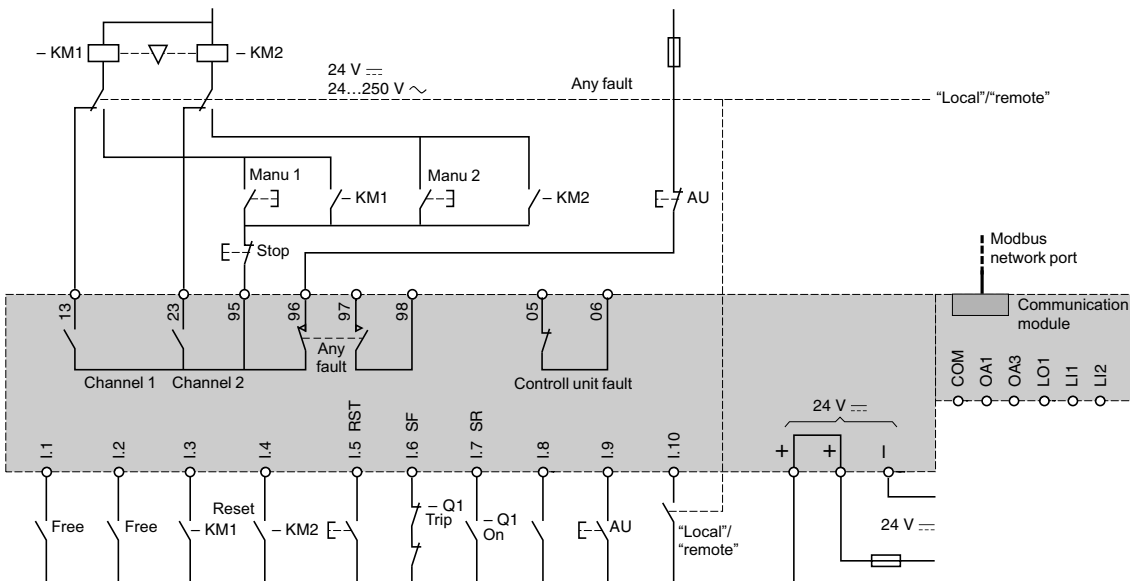 – KM1
– KM2
24 V ⎓
24...250 V ∼
Any fault
“Local”/“remote”
Manu 1
– KM1
Manu 2
– KM2
AU
Stop
Modbus
network port
13
23
95
96
97
98
05
06
Communication
module
Any
fault
Channel 1
Channel 2
Controll unit fault
COM
OA1
OA3
LO1
LI1
LI2
24 V ⎓
I.1
I.2
I.3
I.4
I.5 RST
I.6 SF
I.7 SR
I.8
I.9
I.10
+
+
–
Free
Free
– KM1
Reset
– KM2
– Q1
Trip
– Q1
On
AU
“Local”/
“remote”
24 V ⎓